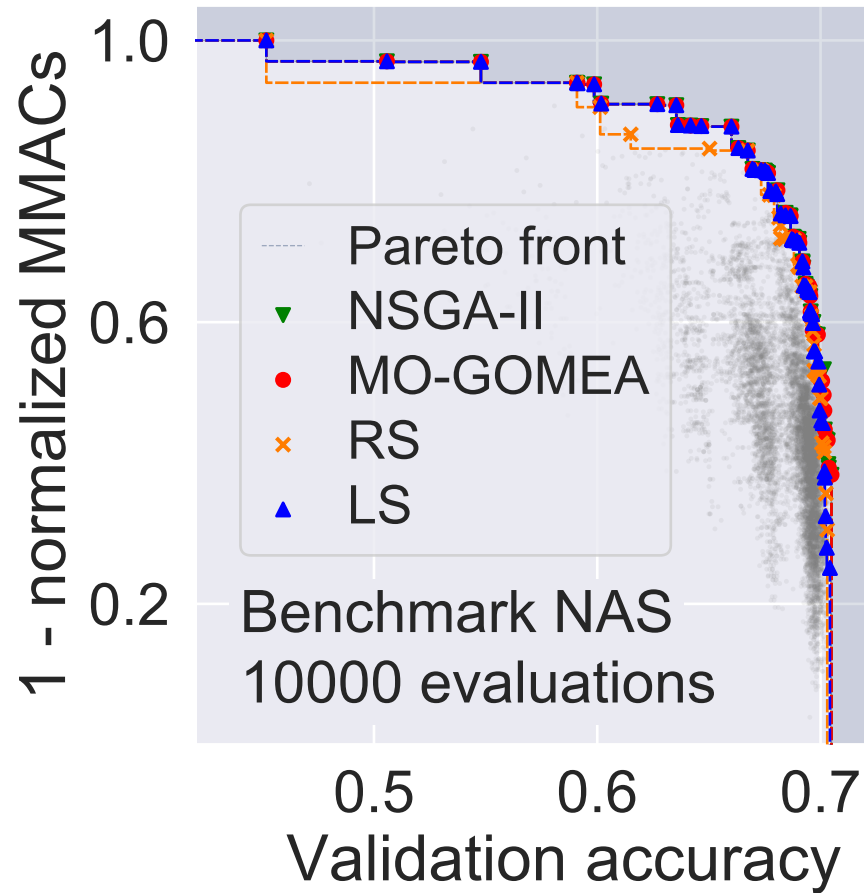 1 - normalized MMACs
1.0
0.6
0.2
Pareto front
NSGA-II
MO-GOMEA
RS
LS
Benchmark NAS
10000 evaluations
0.5
0.6
0.7
Validation accuracy